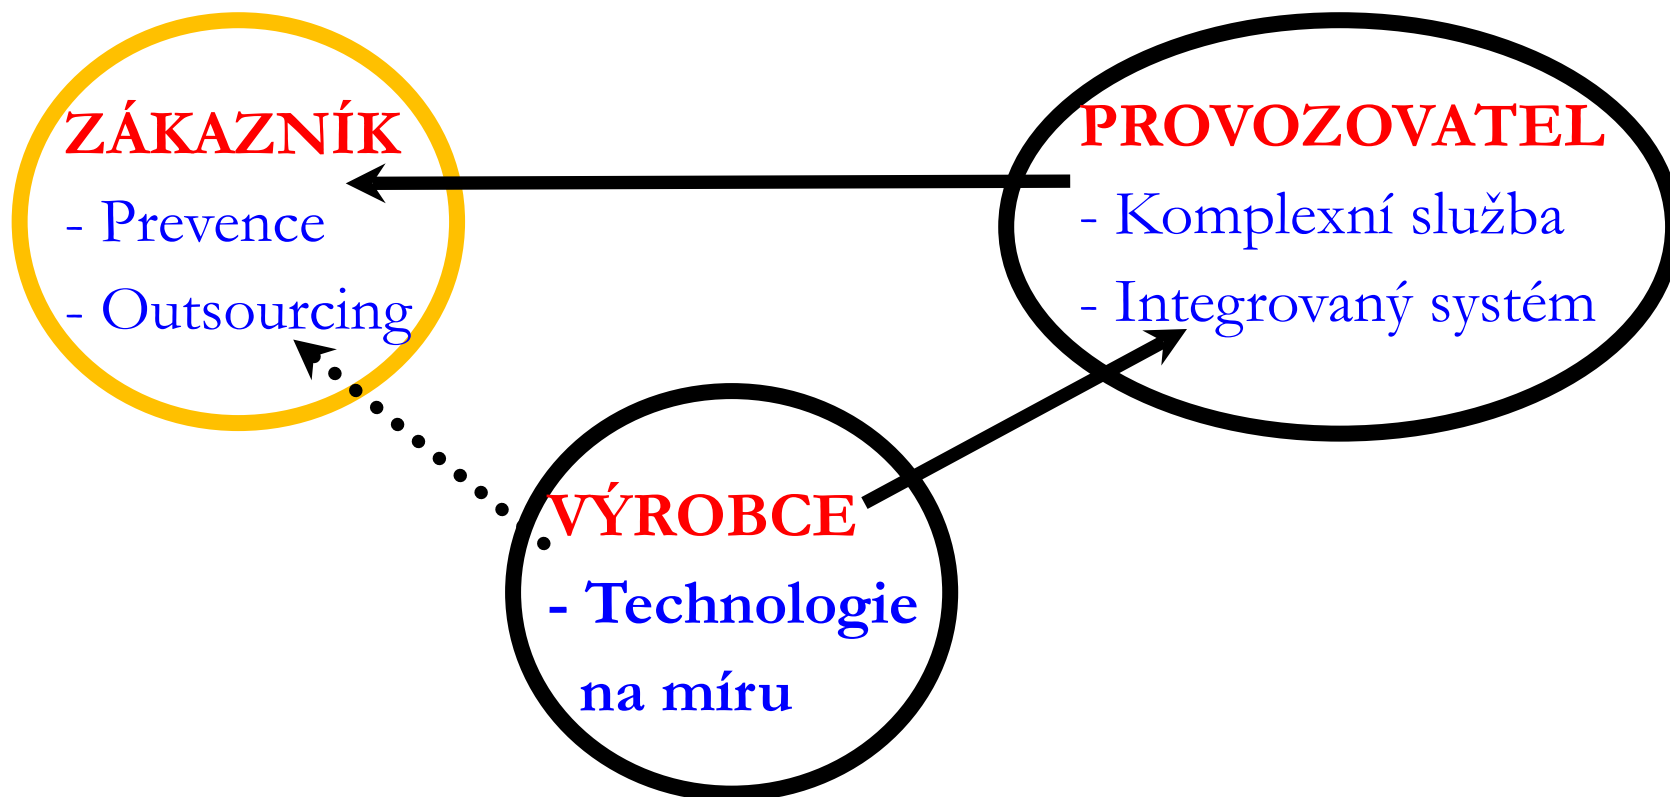 ZÁKAZNÍK
- Prevence
- Outsourcing
PROVOZOVATEL
- Komplexní služba
- Integrovaný systém
VÝROBCE
- Technologie
na míru